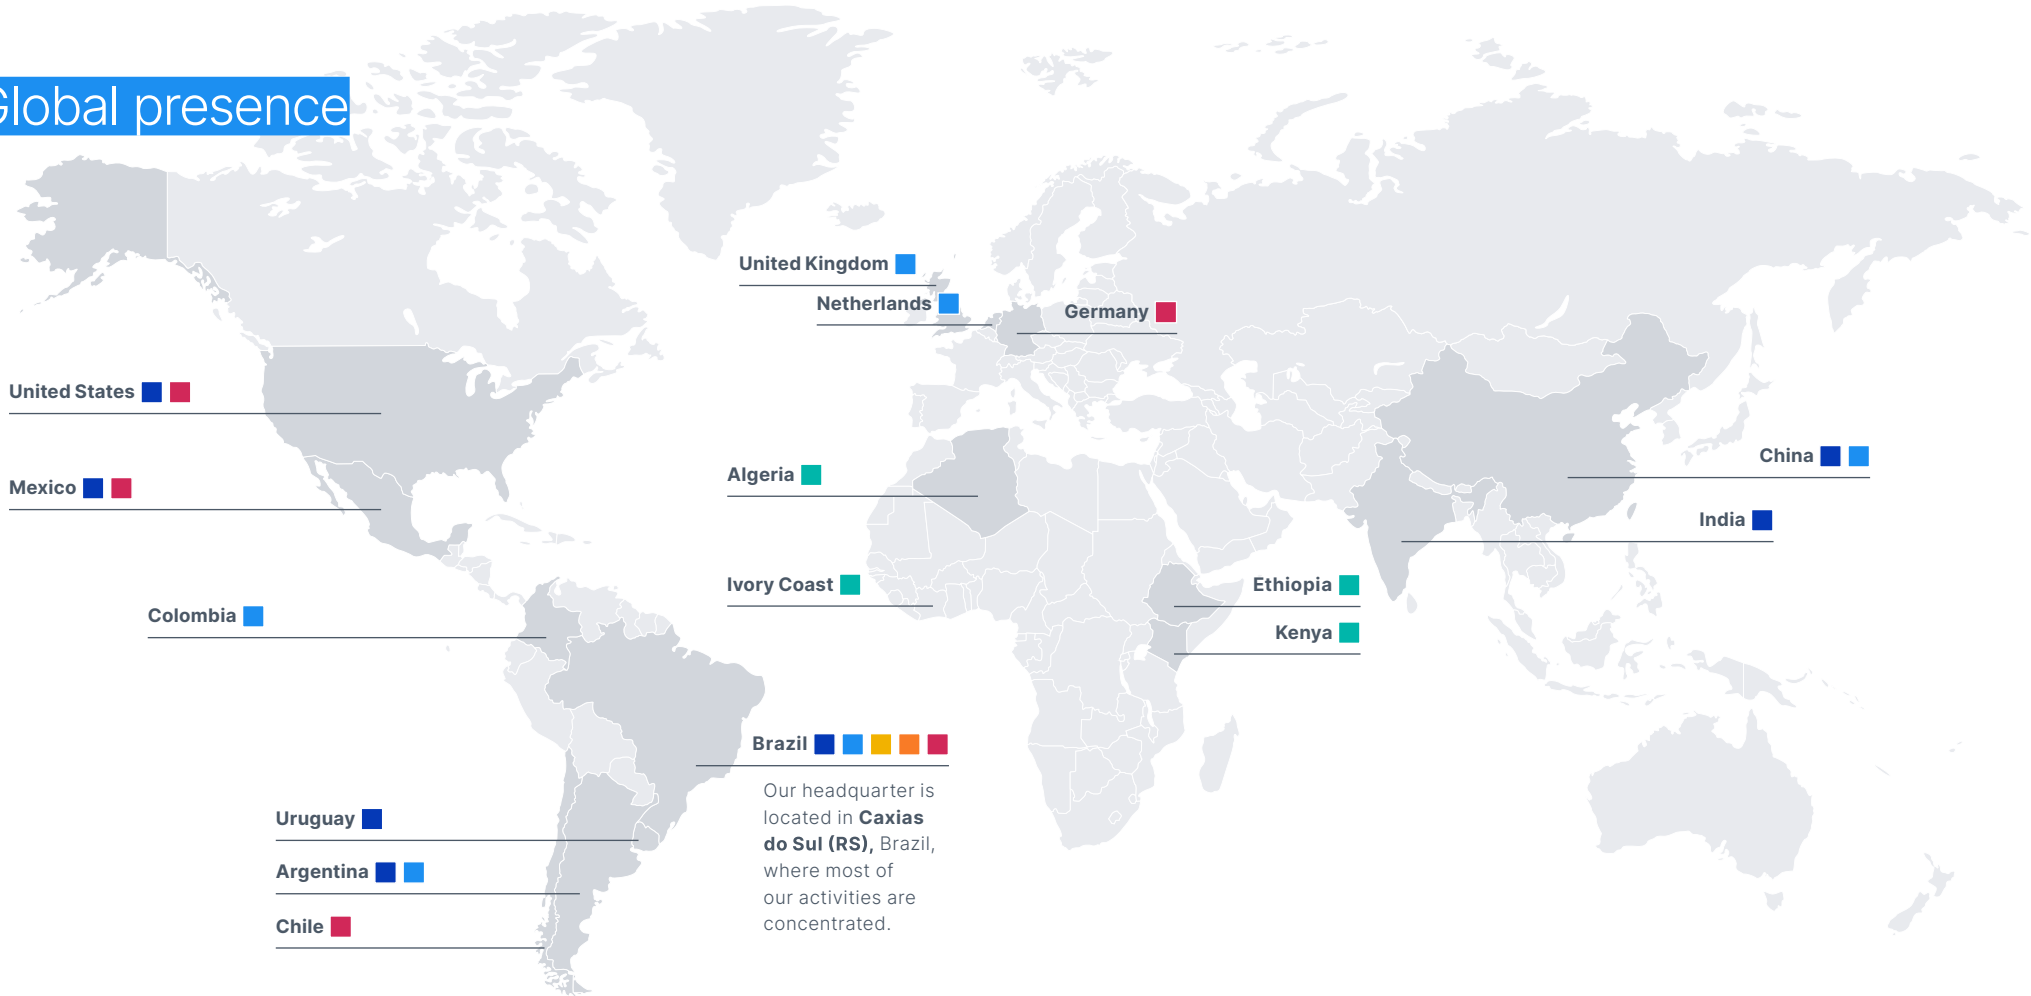 Global presence
United Kingdom
Netherlands
Germany
United States
Mexico
Algeria
China
India
Ivory Coast
Ethiopia
Kenya
Colombia
Brazil
Our headquarter is
located in Caxias
do Sul (RS), Brazil,
where most of
our activities are
concentrated.
Uruguay
Argentina
Chile